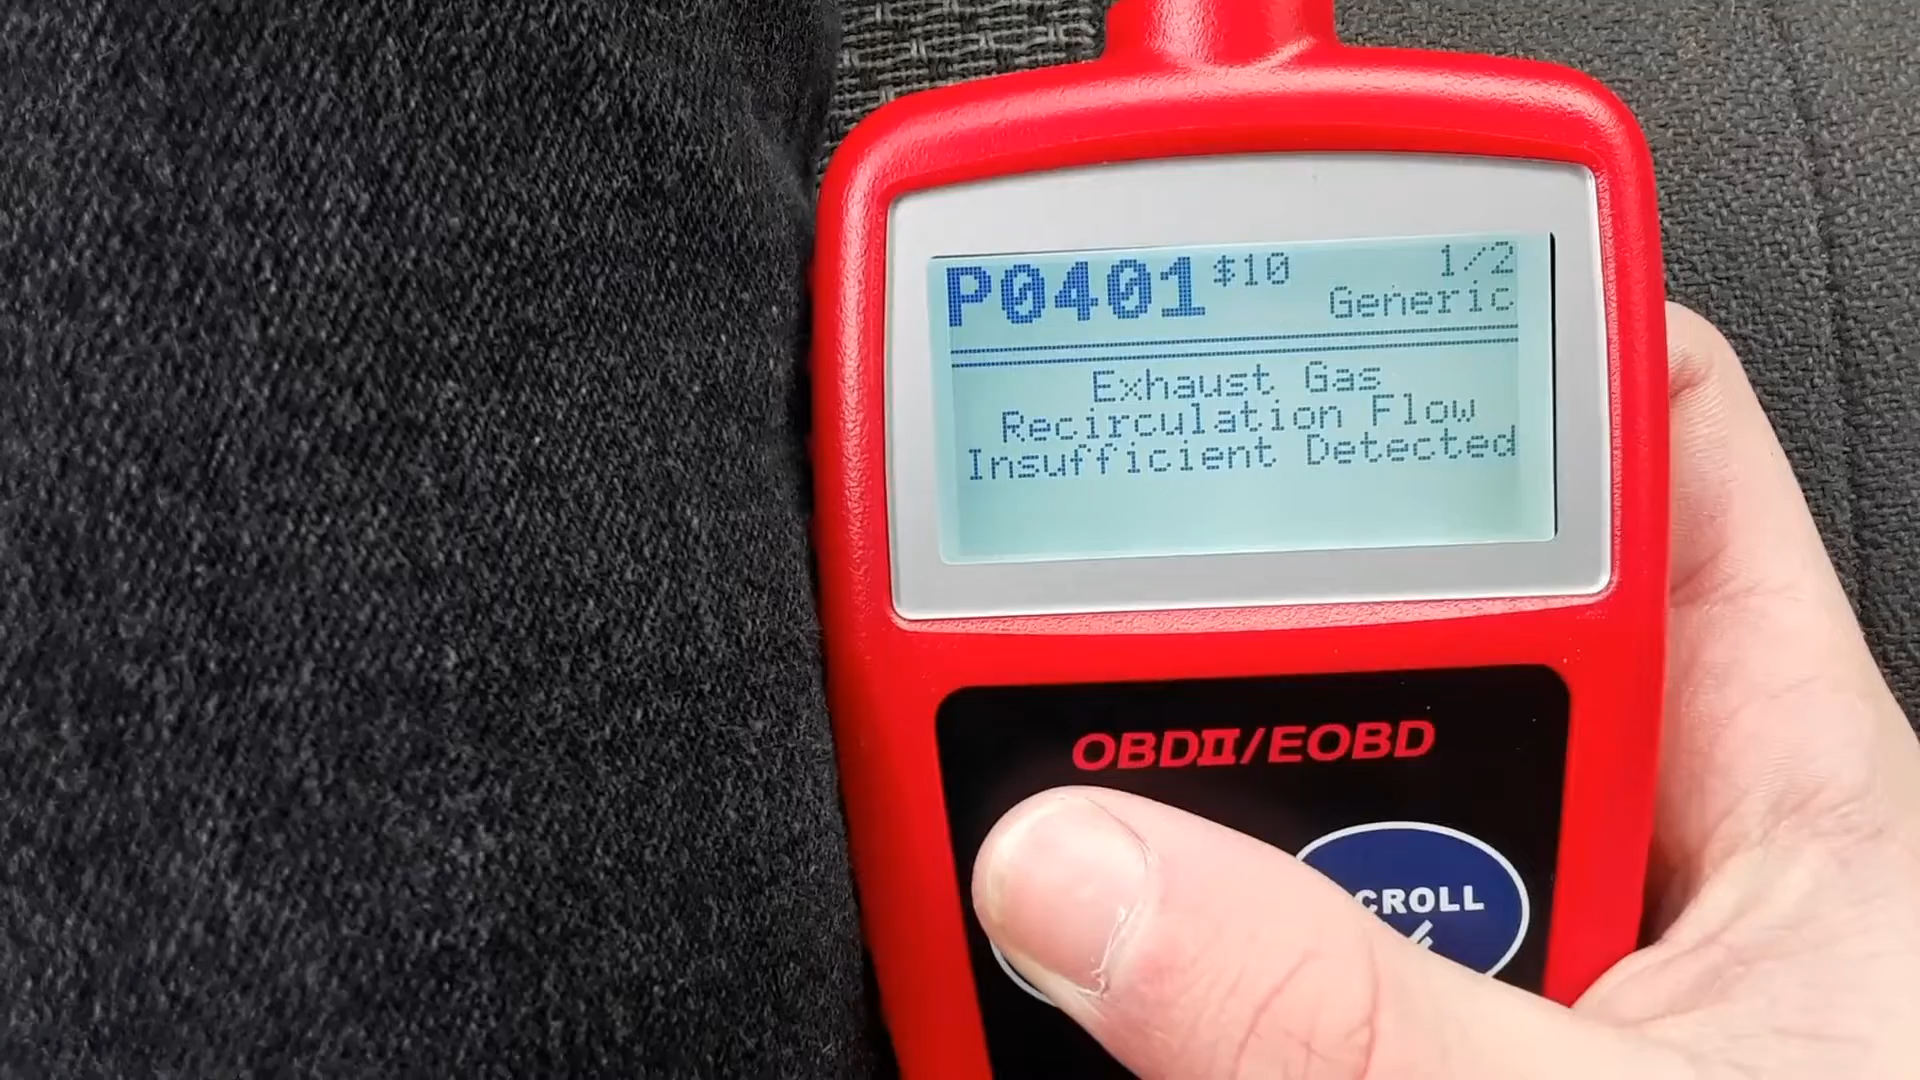 P0401 $10 1/2
Generic
Exhaust Gas
Recirculation Flow
Insufficient Detected
OBDII/EOBD
CROLL